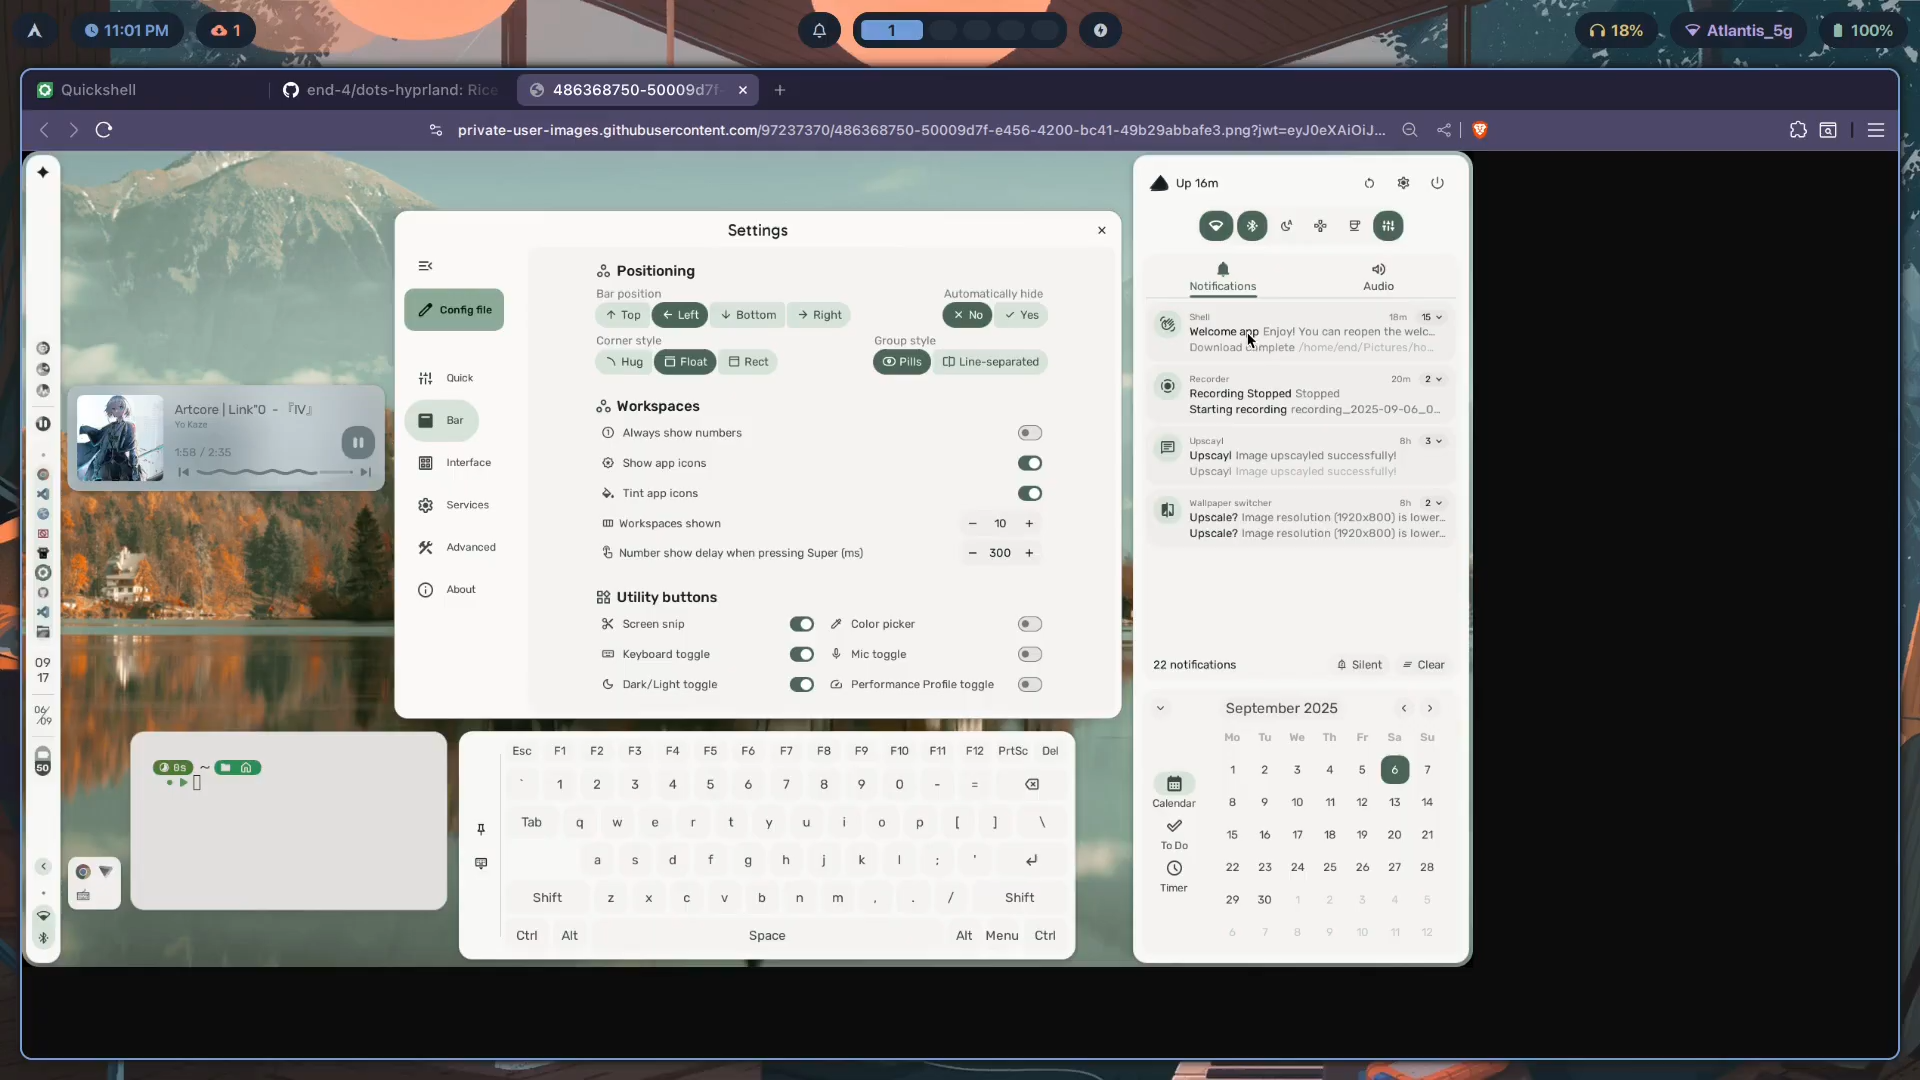 11:01 PM
1
1
18%
Atlantis_5g
100%
Quickshell
end-4/dots-hyprland: Rice
486368750-50009d7f-
private-user-images.githubusercontent.com/97237370/486368750-50009d7f-e456-4200-bc41-49b29abbafe3.png?jwt=eyJ0eXAiOiJ...
Artcore | Link"0 - 『IV』
Yo Kaze
1:58 / 2:35
09
17
06/09
50
0s ~
Settings
Config file
Quick
Bar
Interface
Services
Advanced
About
Positioning
Bar position Automatically hide
Top Left Bottom Right No Yes
Corner style Group style
Hug Float Rect Pills Line-separated
Workspaces
Always show numbers
Show app icons
Tint app icons
Workspaces shown − 10 +
Number show delay when pressing Super (ms) − 300 +
Utility buttons
Screen snip Color picker
Keyboard toggle Mic toggle
Dark/Light toggle Performance Profile toggle
Esc F1 F2 F3 F4 F5 F6 F7 F8 F9 F10 F11 F12 PrtSc Del
` 1 2 3 4 5 6 7 8 9 0 - =
Tab q w e r t y u i o p [ ] \
a s d f g h j k l ; '
Shift z x c v b n m , . / Shift
Ctrl Alt Space Alt Menu Ctrl
Up 16m
Notifications Audio
Shell 18m 15
Welcome app Enjoy! You can reopen the welc...
Download complete /home/end/Pictures/ho...
Recorder 20m 2
Recording Stopped Stopped
Starting recording recording_2025-09-06_0...
Upscayl 8h 3
Upscayl Image upscayled successfully!
Upscayl Image upscayled successfully!
Wallpaper switcher 8h 2
Upscale? Image resolution (1920x800) is lower...
Upscale? Image resolution (1920x800) is lower...
22 notifications Silent Clear
September 2025
Mo Tu We Th Fr Sa Su
1 2 3 4 5 6 7
8 9 10 11 12 13 14
15 16 17 18 19 20 21
22 23 24 25 26 27 28
29 30 1 2 3 4 5
6 7 8 9 10 11 12
Calendar
To Do
Timer